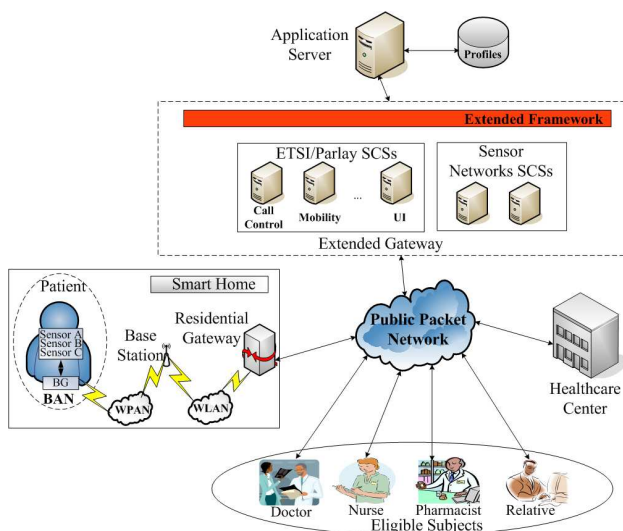 Application
Server
Profiles
Extended Framework
ETSI/Parlay SCSs
Call
Control
Mobility
...
UI
Sensor
Networks SCSs
Extended Gateway
Smart Home
Patient
Sensor A
Sensor B
Sensor C
BG
BAN
Base
Station
Residential
Gateway
WPAN
WLAN
Public Packet
Network
Healthcare
Center
Doctor
Nurse
Pharmacist
Relative
Eligible Subjects